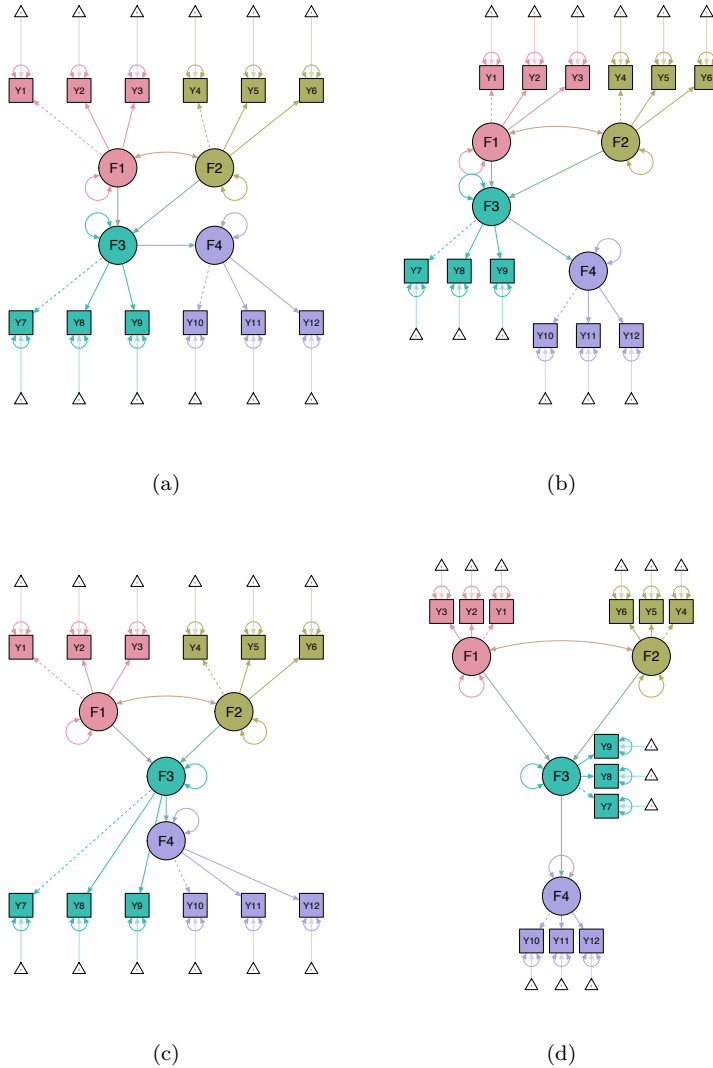 Y1 Y2 Y3 Y4 Y5 Y6
F1 F2
F3 F4
Y7 Y8 Y9 Y10 Y11 Y12
(a)
Y1 Y2 Y3 Y4 Y5 Y6
F1 F2
F3
Y7 Y8 Y9 F4
Y10 Y11 Y12
(b)
Y1 Y2 Y3 Y4 Y5 Y6
F1 F2
F3
F4
Y7 Y8 Y9 Y10 Y11 Y12
(c)
Y3 Y2 Y1 Y6 Y5 Y4
F1 F2
Y9
F3 Y8
Y7
F4
Y10 Y11 Y12
(d)